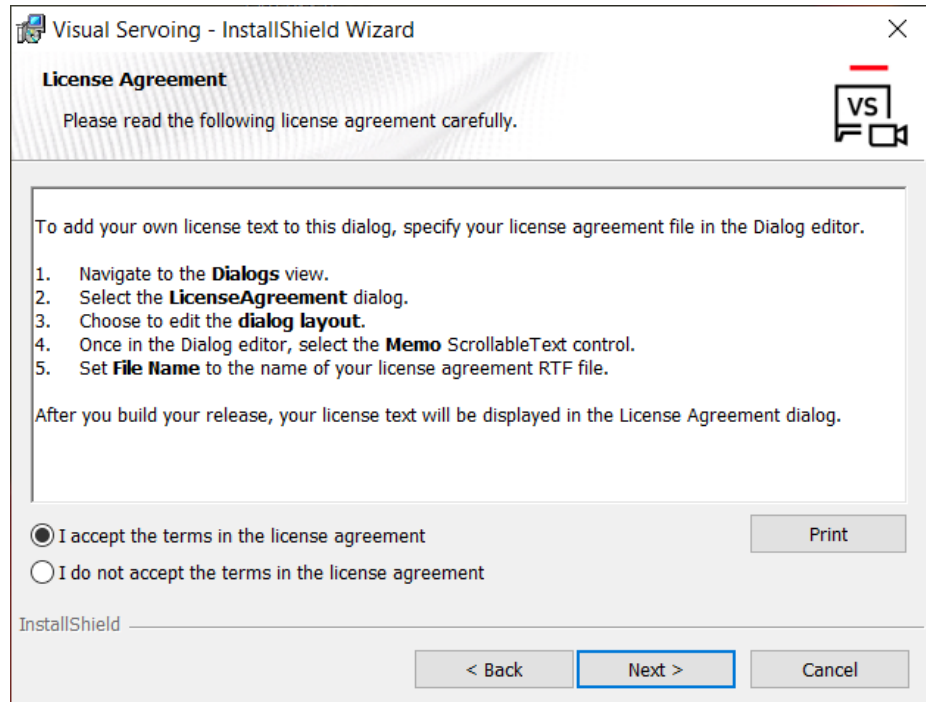 Visual Servoing - InstallShield Wizard
License Agreement
Please read the following license agreement carefully.
VS
To add your own license text to this dialog, specify your license agreement file in the Dialog editor.
1. Navigate to the Dialogs view.
2. Select the LicenseAgreement dialog.
3. Choose to edit the dialog layout.
4. Once in the Dialog editor, select the Memo ScrollableText control.
5. Set File Name to the name of your license agreement RTF file.
After you build your release, your license text will be displayed in the License Agreement dialog.
I accept the terms in the license agreement
Print
I do not accept the terms in the license agreement
InstallShield
< Back
Next >
Cancel